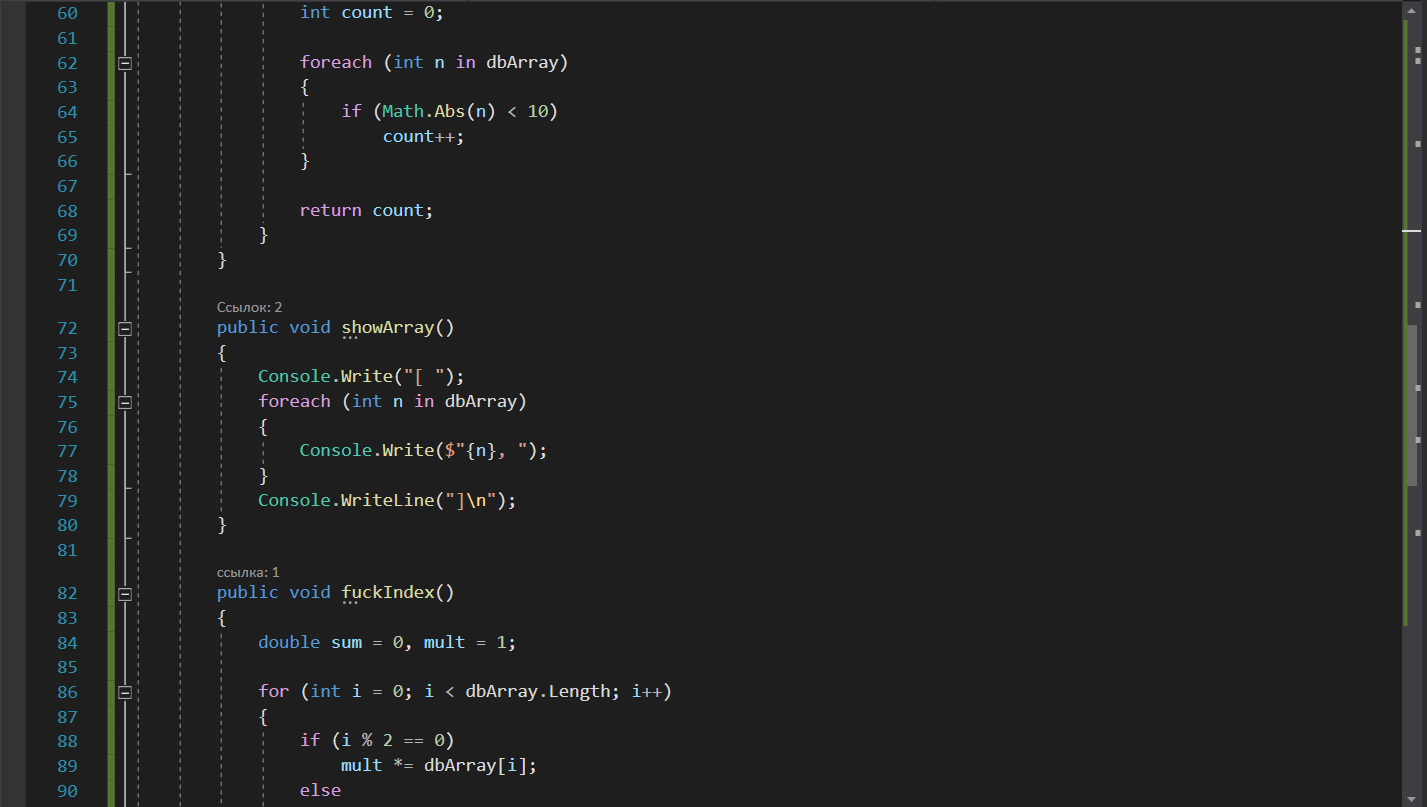 60 int count = 0;
61
62 foreach (int n in dbArray)
63 {
64 if (Math.Abs(n) < 10)
65 count++;
66 }
67
68 return count;
69 }
70 }
71
Ссылок: 2
72 public void showArray()
73 {
74 Console.Write("[ ");
75 foreach (int n in dbArray)
76 {
77 Console.Write($"{n}, ");
78 }
79 Console.WriteLine("]\n");
80 }
81
ссылка: 1
82 public void fuckIndex()
83 {
84 double sum = 0, mult = 1;
85
86 for (int i = 0; i < dbArray.Length; i++)
87 {
88 if (i % 2 == 0)
89 mult *= dbArray[i];
90 else